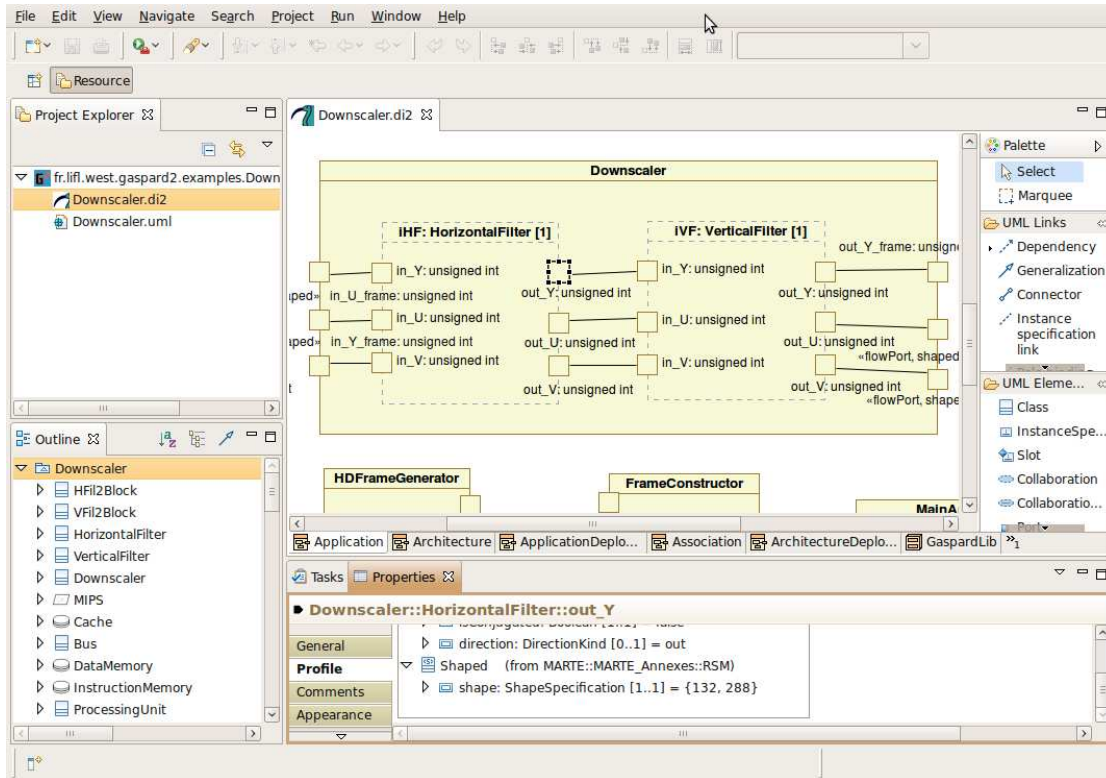 File Edit View Navigate Search Project Run Window Help
Resource
Project Explorer
fr.lifl.west.gaspard2.examples.Down
Downscaler.di2
Downscaler.uml
Outline
Downscaler
HFil2Block
VFil2Block
HorizontalFilter
VerticalFilter
Downscaler
MIPS
Cache
Bus
DataMemory
InstructionMemory
ProcessingUnit
Downscaler.di2
Downscaler
iHF: HorizontalFilter [1]
iVF: VerticalFilter [1]
out_Y_frame: unsign
in_Y: unsigned int
in_Y: unsigned int
aped» in_U_frame: unsigned int
out_Y: unsigned int
out_Y: unsigned int
in_U: unsigned int
in_U: unsigned int
aped» in_Y_frame: unsigned int
out_U: unsigned int
out_U: unsigned int
«flowPort, shaped
in_V: unsigned int
in_V: unsigned int
t
out_V: unsigned int
out_V: unsigned int
«flowPort, shape
HDFrameGenerator
FrameConstructor
MainA
Palette
Select
Marquee
UML Links
Dependency
Generalization
Connector
Instance
specification
link
UML Eleme...
Class
InstanceSpe...
Slot
Collaboration
Collaboratio...
Port
Application Architecture ApplicationDeplo... Association ArchitectureDeplo... GaspardLib »1
Tasks Properties
Downscaler::HorizontalFilter::out_Y
General
Profile
Comments
Appearance
direction: DirectionKind [0..1] = out
Shaped (from MARTE::MARTE_Annexes::RSM)
shape: ShapeSpecification [1..1] = {132, 288}